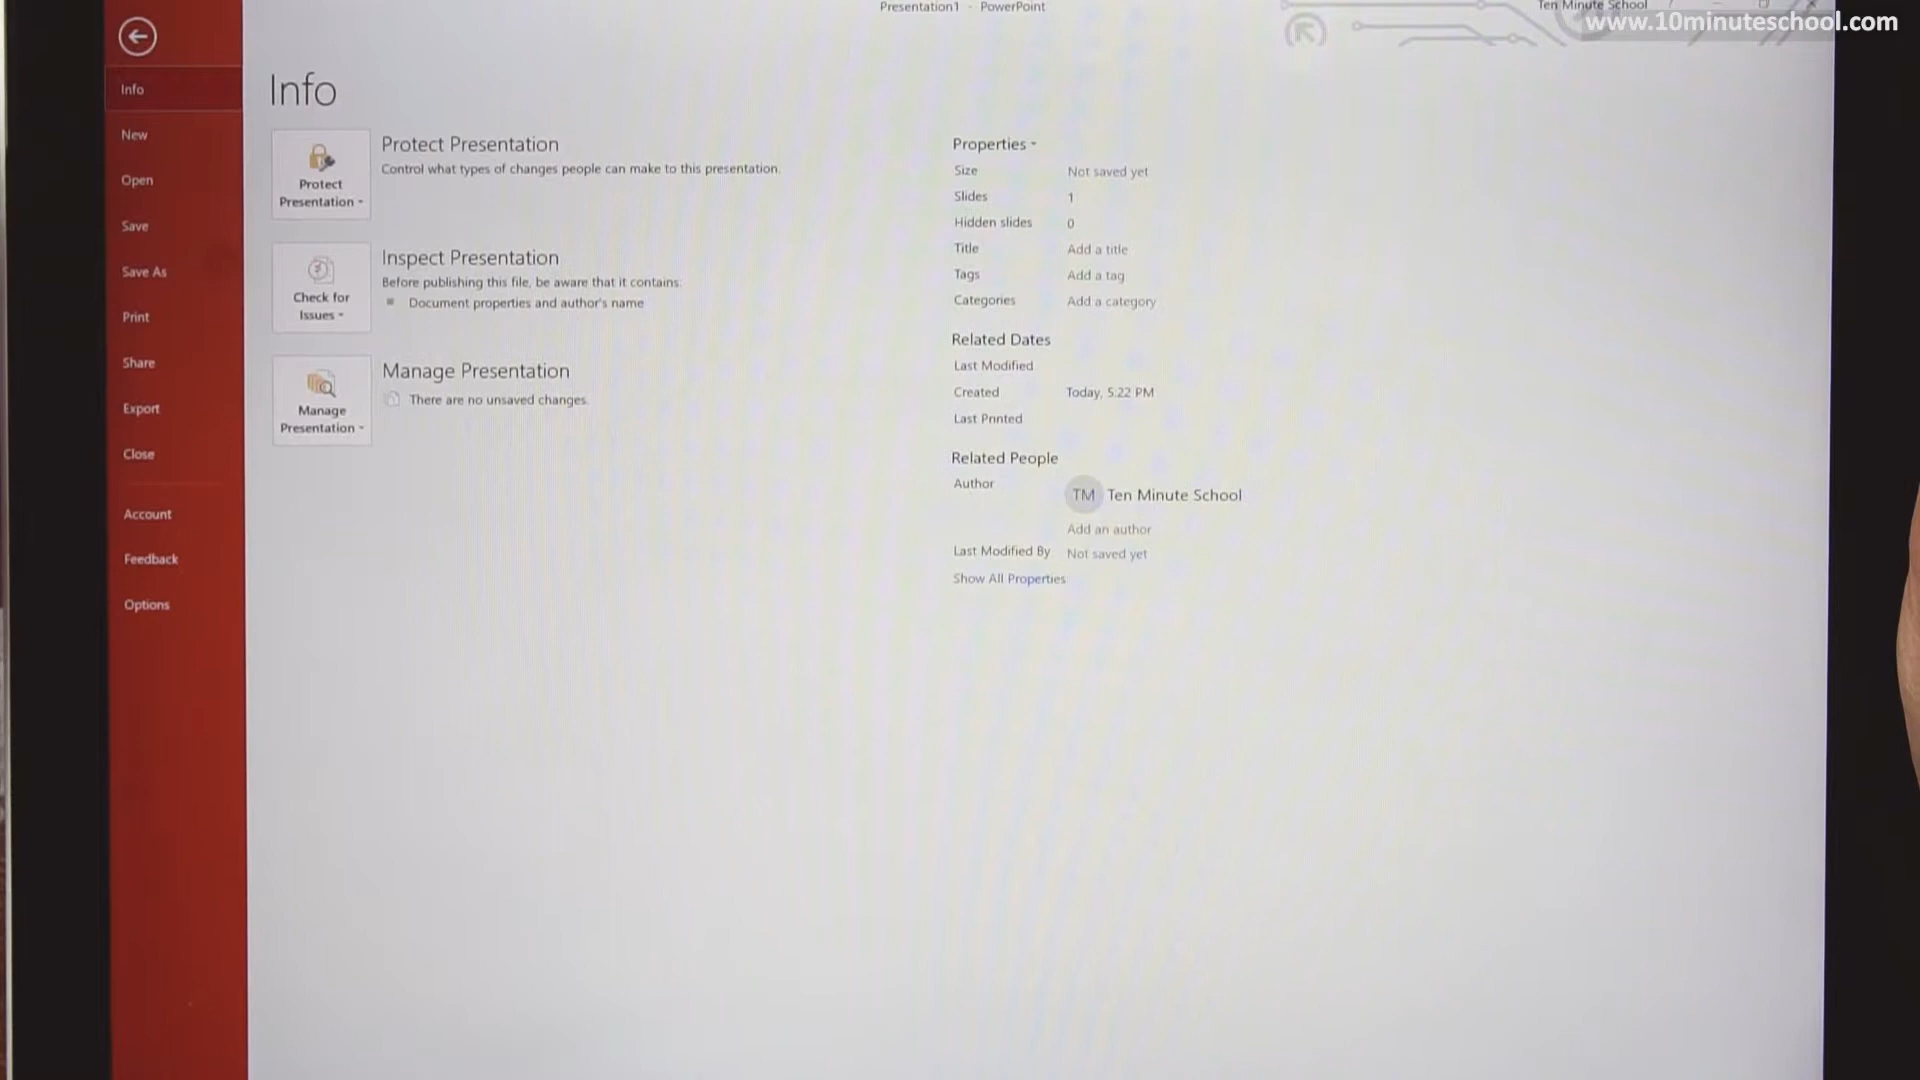 Presentation1 - PowerPoint
Ten Minute School
www.10minuteschool.com
Info
New
Open
Save
Save As
Print
Share
Export
Close
Account
Feedback
Options
Info
Protect Presentation
Protect Presentation
Control what types of changes people can make to this presentation.
Check for Issues
Inspect Presentation
Before publishing this file, be aware that it contains:
Document properties and author's name
Manage Presentation
Manage Presentation
There are no unsaved changes.
Properties
Size Not saved yet
Slides 1
Hidden slides 0
Title Add a title
Tags Add a tag
Categories Add a category
Related Dates
Last Modified
Created Today, 5:22 PM
Last Printed
Related People
Author
TM Ten Minute School
Add an author
Last Modified By Not saved yet
Show All Properties